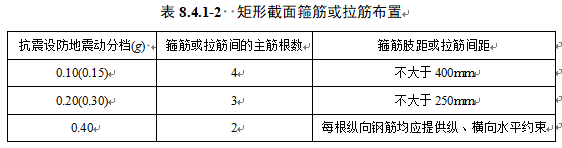 表 8.4.1-2 矩形截面箍筋或拉筋布置
抗震设防地震动分档(g) 箍筋或拉筋间的主筋根数 箍筋肢距或拉筋间距
0.10(0.15) 4 不大于 400mm
0.20(0.30) 3 不大于 250mm
0.40 2 每根纵向钢筋均应提供纵、横向水平约束